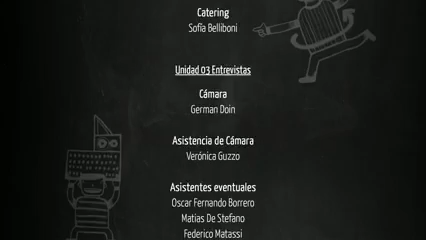 Catering
Sofía Belliboni
Unidad 03 Entrevistas
Cámara
German Doin
Asistencia de Cámara
Verónica Guzzo
Asistentes eventuales
Oscar Fernando Borrero
Matias De Stefano
Federico Matassi